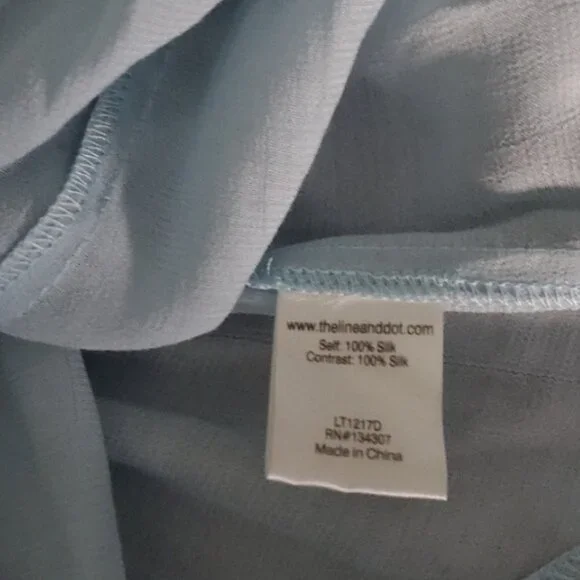 www.thelineanddot.com
Self: 100% Silk
Contrast: 100% Silk
LT1217D
RN#134307
Made in China